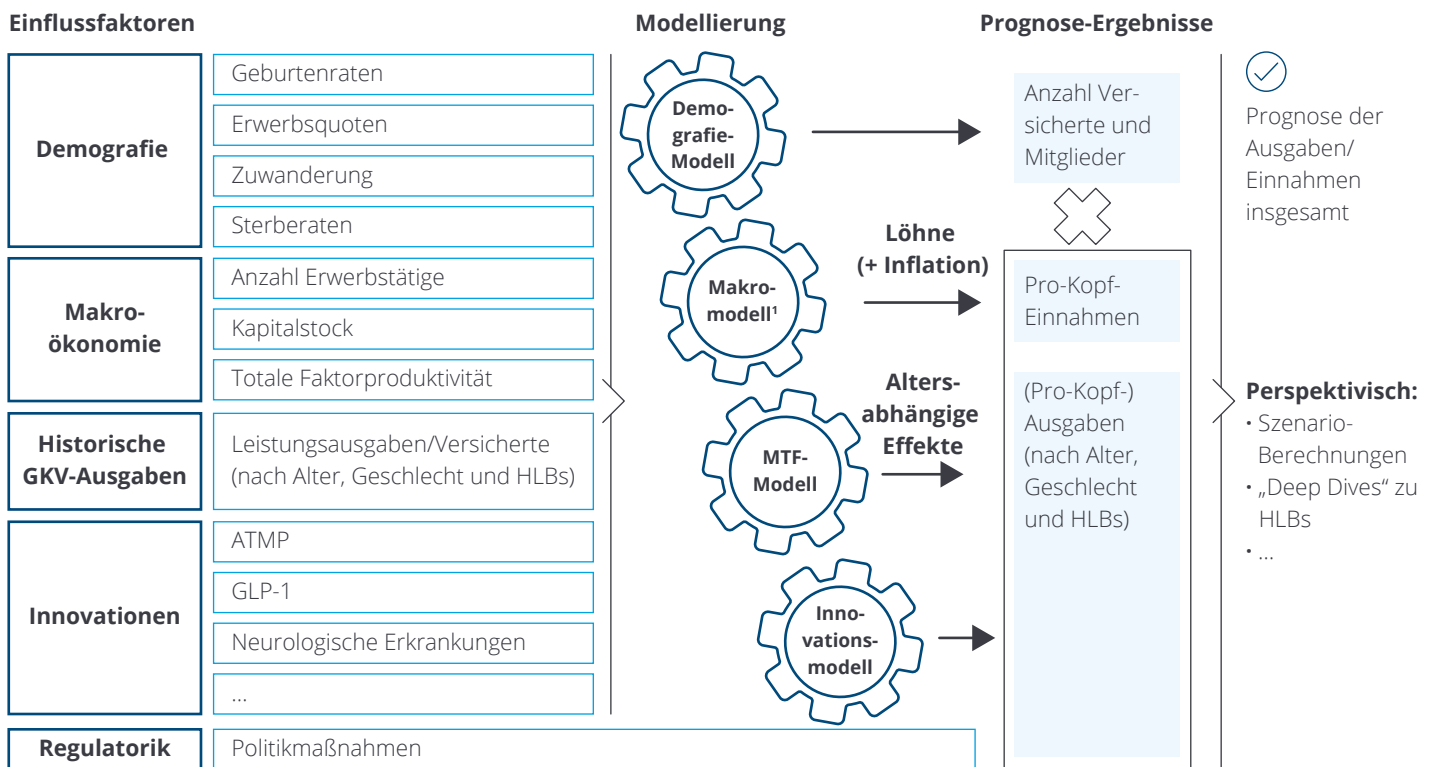 Einflussfaktoren
Modellierung
Prognose-Ergebnisse
Demografie
Geburtenraten
Erwerbsquoten
Zuwanderung
Sterberaten
Makro-
ökonomie
Anzahl Erwerbstätige
Kapitalstock
Totale Faktorproduktivität
Historische
GKV-Ausgaben
Leistungsausgaben/Versicherte
(nach Alter, Geschlecht und HLBs)
Innovationen
ATMP
GLP-1
Neurologische Erkrankungen
...
Regulatorik
Politikmaßnahmen
Demo-
grafie-
Modell
Makro-
modell¹
Löhne
(+ Inflation)
MTF-
Modell
Alters-
abhängige
Effekte
Inno-
vations-
modell
Anzahl Ver-
sicherte und
Mitglieder
Pro-Kopf-
Einnahmen
(Pro-Kopf-)
Ausgaben
(nach Alter,
Geschlecht
und HLBs)
Prognose der
Ausgaben/
Einnahmen
insgesamt
Perspektivisch:
• Szenario-
Berechnungen
• „Deep Dives“ zu
HLBs
• ...